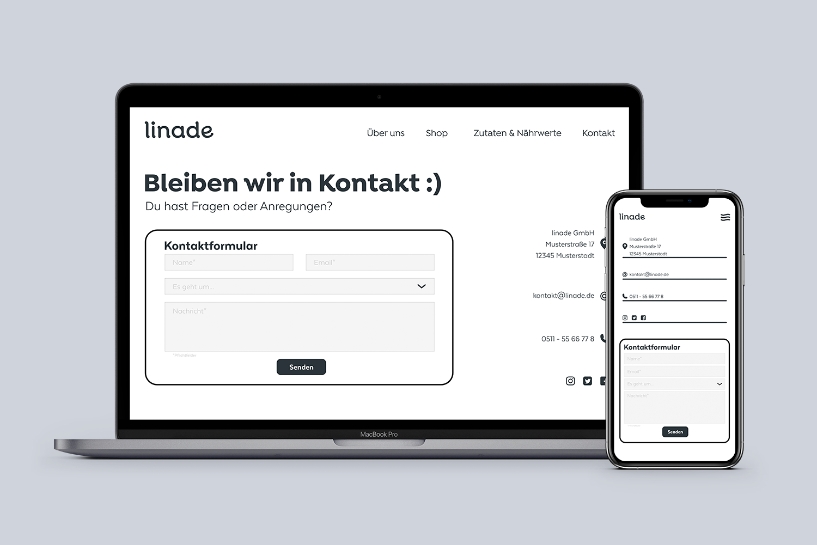 linade
Über uns Shop Zutaten & Nährwerte Kontakt
Bleiben wir in Kontakt :)
Du hast Fragen oder Anregungen?
Kontaktformular
Name*
Email*
Es geht um...
Nachricht*
Senden
linade GmbH
Musterstraße 17
12345 Musterstadt
kontakt@linade.de
0511 - 55 66 77 8
MacBook Pro
linade
linade GmbH
Musterstraße 17
12345 Musterstadt
kontakt@linade.de
0511 - 55 66 77 8
Kontaktformular
Name*
Email*
Es geht um...
Nachricht*
Senden